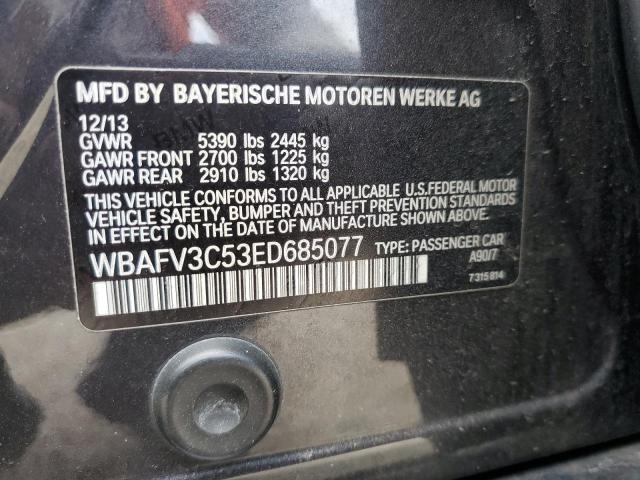 MFD BY BAYERISCHE MOTOREN WERKE AG
12/13
GVWR 5390 lbs 2445 kg
GAWR FRONT 2700 lbs 1225 kg
GAWR REAR 2910 lbs 1320 kg
THIS VEHICLE CONFORMS TO ALL APPLICABLE U.S.FEDERAL MOTOR
VEHICLE SAFETY, BUMPER AND THEFT PREVENTION STANDARDS
IN EFFECT ON THE DATE OF MANUFACTURE SHOWN ABOVE.
WBAFV3C53ED685077 TYPE: PASSENGER CAR
A90/7
7 315 814